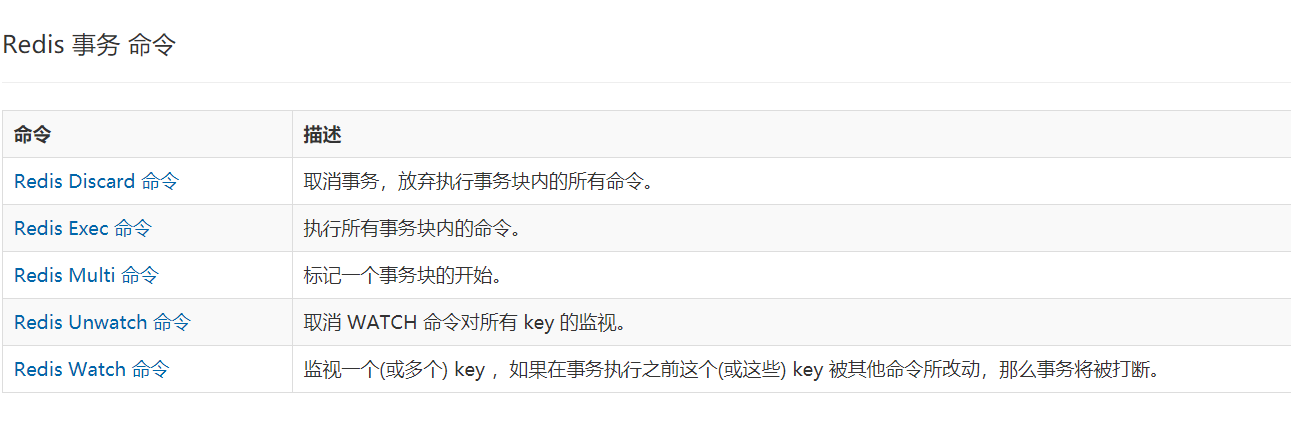 Redis 事务 命令
命令 描述
Redis Discard 命令 取消事务，放弃执行事务块内的所有命令。
Redis Exec 命令 执行所有事务块内的命令。
Redis Multi 命令 标记一个事务块的开始。
Redis Unwatch 命令 取消 WATCH 命令对所有 key 的监视。
Redis Watch 命令 监视一个(或多个) key ，如果在事务执行之前这个(或这些) key 被其他命令所改动，那么事务将被打断。